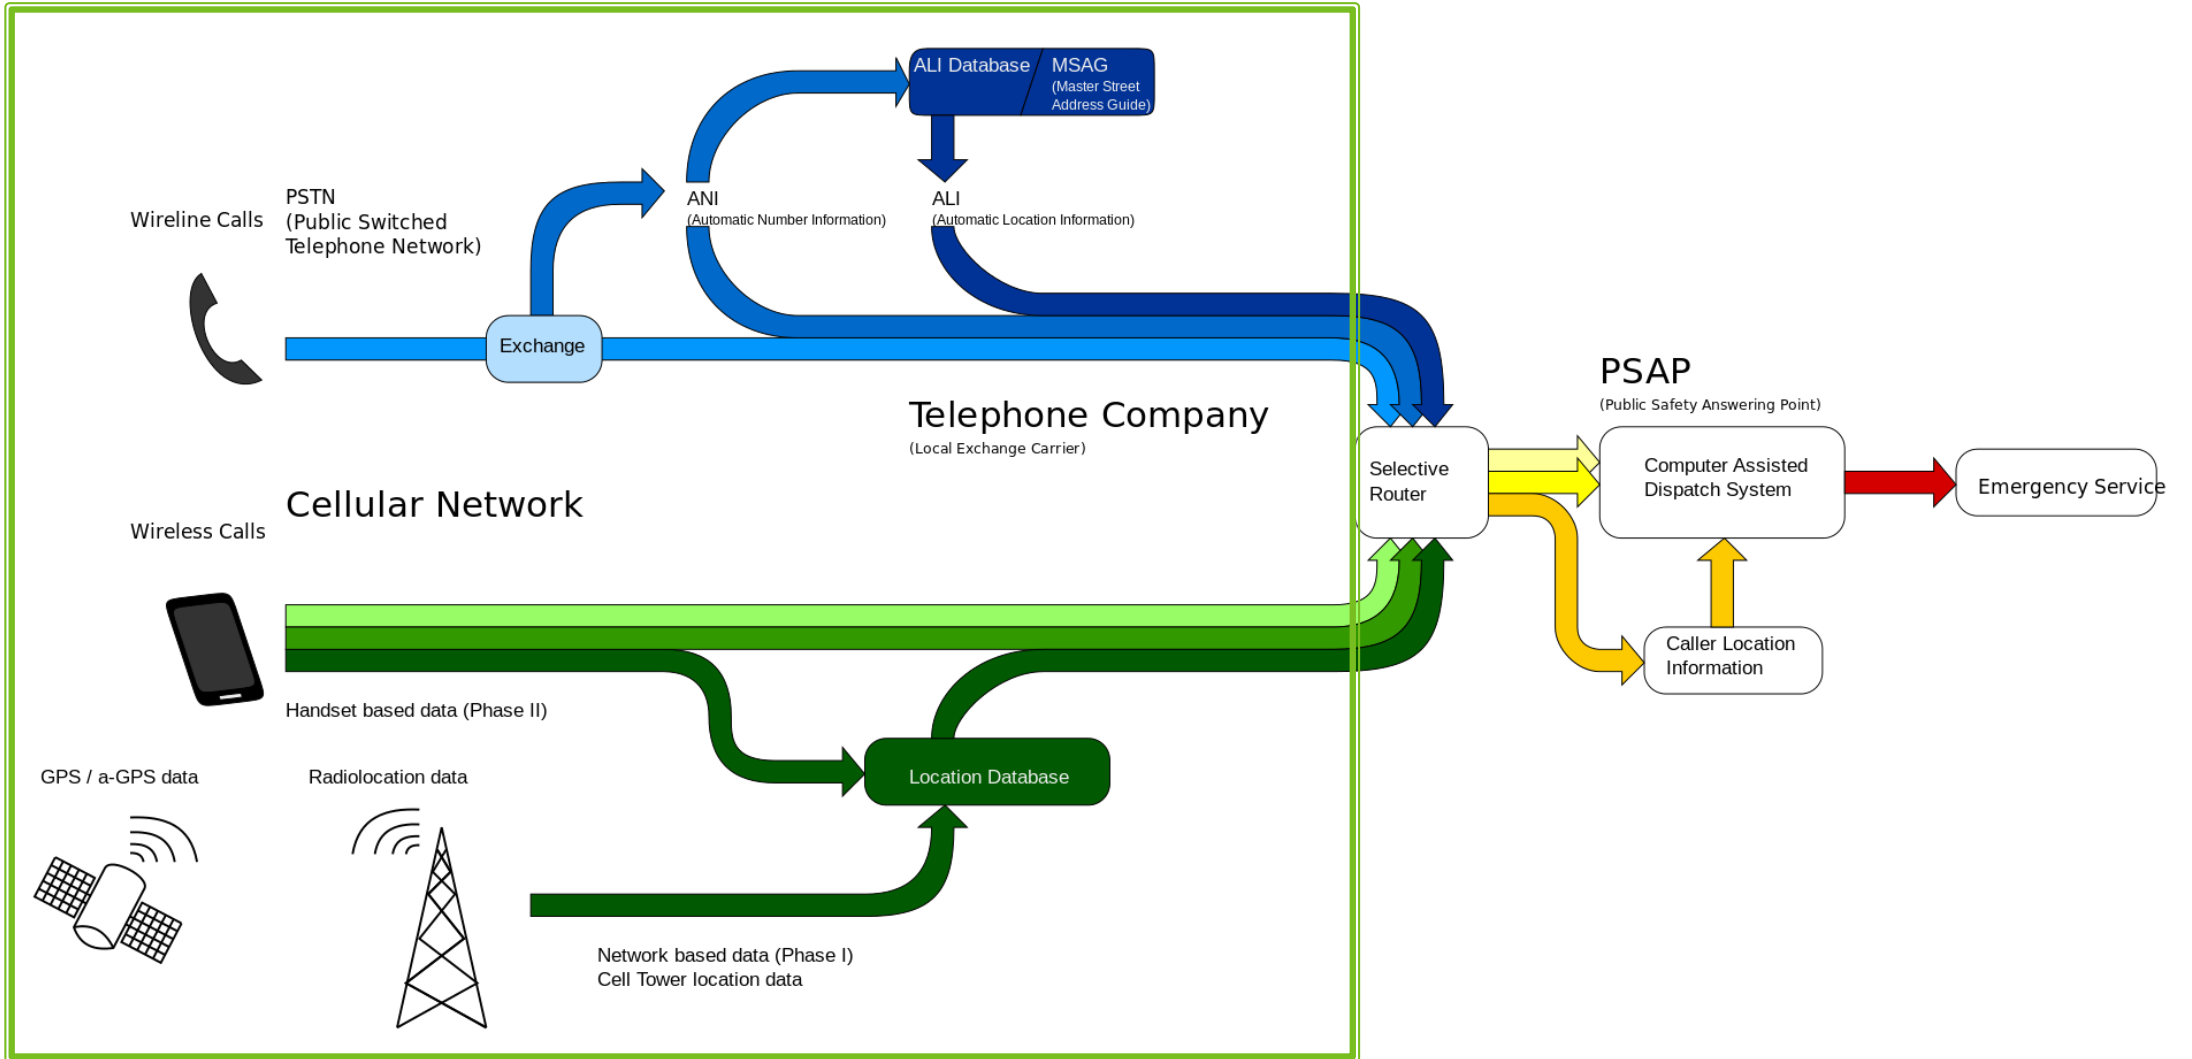 ALI Database
MSAG
(Master Street
Address Guide)
PSTN
(Public Switched
Telephone Network)
Wireline Calls
ANI
(Automatic Number Information)
ALI
(Automatic Location Information)
Exchange
Telephone Company
(Local Exchange Carrier)
PSAP
(Public Safety Answering Point)
Selective
Router
Computer Assisted
Dispatch System
Emergency Service
Cellular Network
Wireless Calls
Caller Location
Information
Handset based data (Phase II)
GPS / a-GPS data
Radiolocation data
Location Database
Network based data (Phase I)
Cell Tower location data